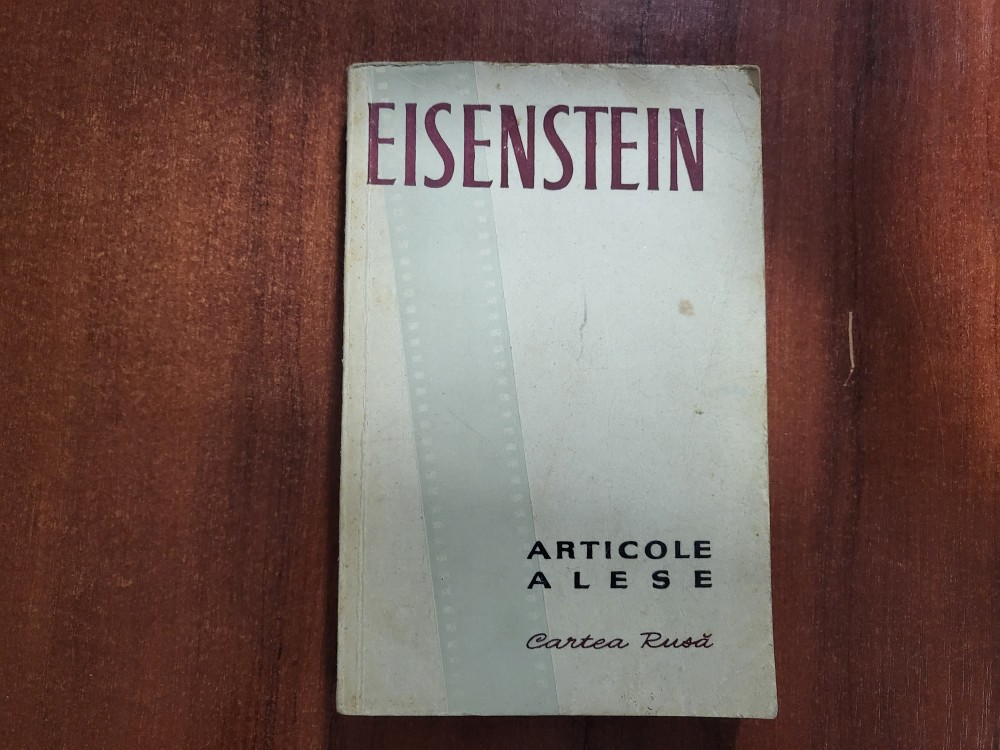 EISENSTEIN
ARTICOLE
ALESE
Cartea Rusă